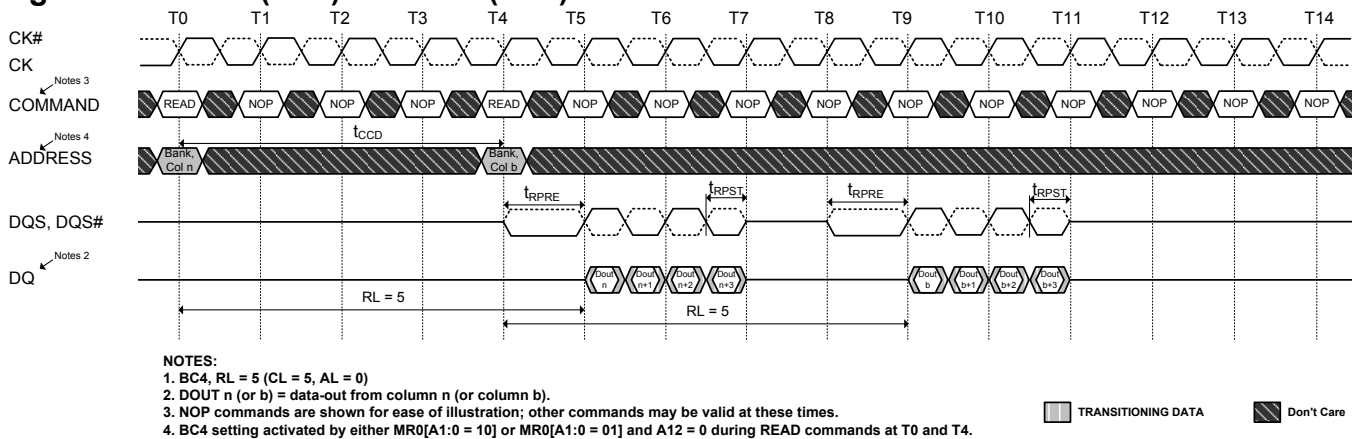 T0 T1 T2 T3 T4 T5 T6 T7 T8 T9 T10 T11 T12 T13 T14
CK#
CK
Notes 3
COMMAND READ NOP NOP NOP READ NOP NOP NOP NOP NOP NOP NOP NOP NOP NOP
tCCD
Notes 4
ADDRESS Bank, Col n Bank, Col b
tRPRE tRPST tRPRE tRPST
DQS, DQS#
Notes 2
DQ Dout n Dout n+1 Dout n+2 Dout n+3 Dout b Dout b+1 Dout b+2 Dout b+3
RL = 5
RL = 5
NOTES:
1. BC4, RL = 5 (CL = 5, AL = 0)
2. DOUT n (or b) = data-out from column n (or column b).
3. NOP commands are shown for ease of illustration; other commands may be valid at these times.
4. BC4 setting activated by either MR0[A1:0 = 10] or MR0[A1:0 = 01] and A12 = 0 during READ commands at T0 and T4.
TRANSITIONING DATA Don't Care